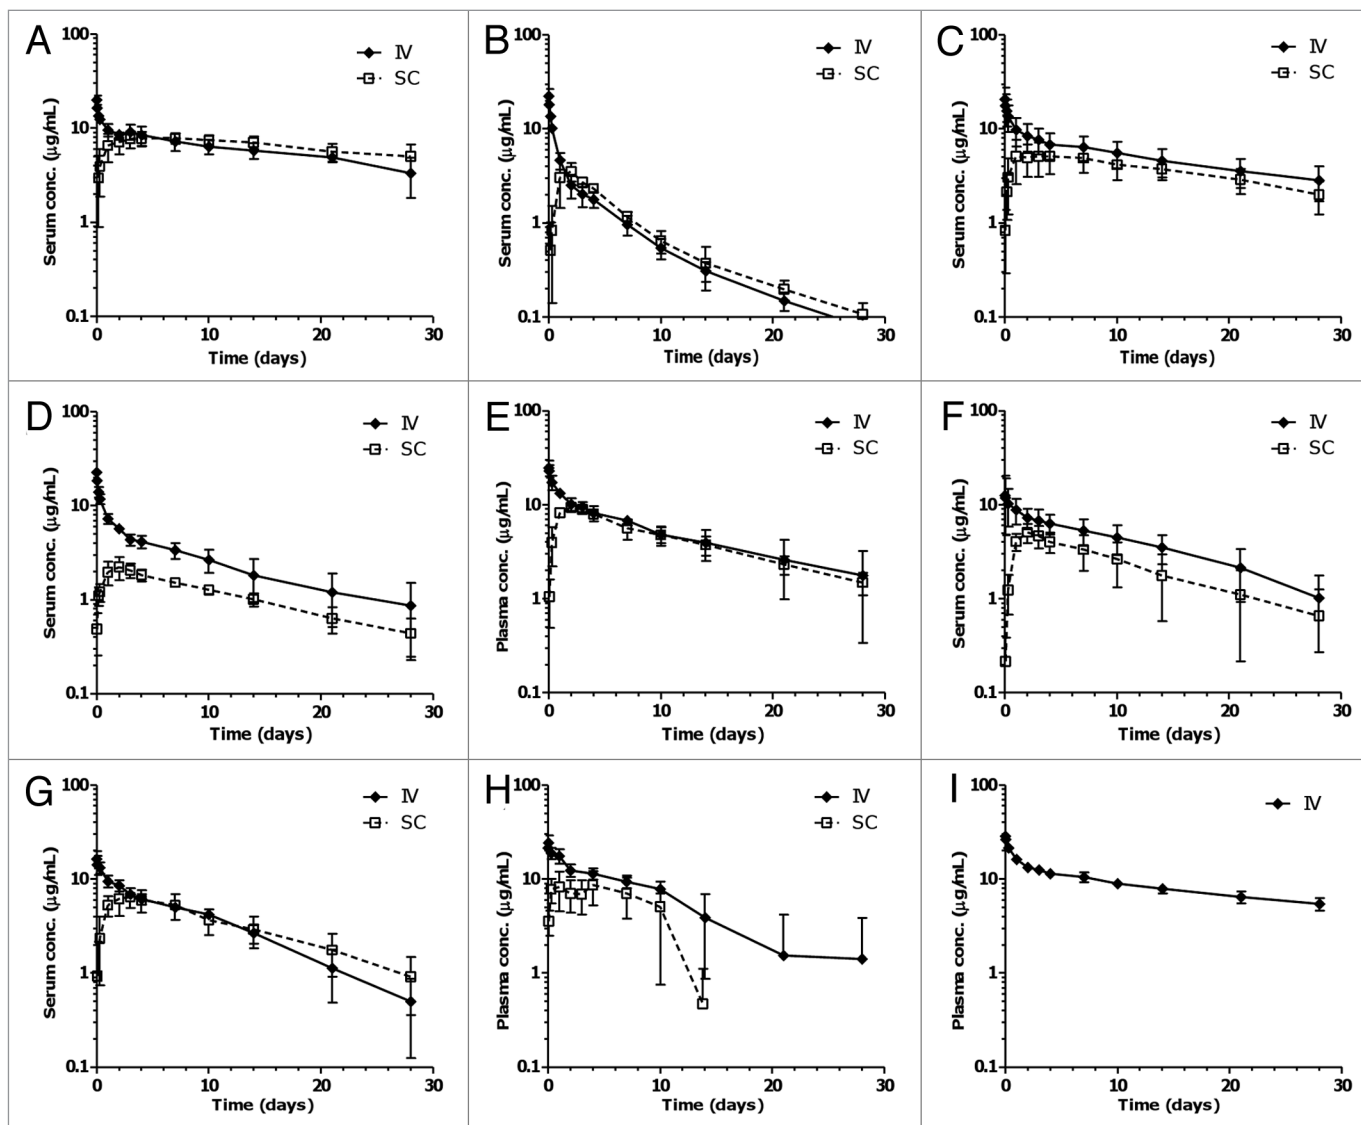 A
100
10
1
0.1
0 10 20 30
Serum conc. (μg/mL)
Time (days)
IV
SC
B
100
10
1
0.1
0 10 20 30
Serum conc. (μg/mL)
Time (days)
IV
SC
C
100
10
1
0.1
0 10 20 30
Serum conc. (μg/mL)
Time (days)
IV
SC
D
100
10
1
0.1
0 10 20 30
Serum conc. (μg/mL)
Time (days)
IV
SC
E
100
10
1
0.1
0 10 20 30
Plasma conc. (μg/mL)
Time (days)
IV
SC
F
100
10
1
0.1
0 10 20 30
Serum conc. (μg/mL)
Time (days)
IV
SC
G
100
10
1
0.1
0 10 20 30
Serum conc. (μg/mL)
Time (days)
IV
SC
H
100
10
1
0.1
0 10 20 30
Plasma conc. (μg/mL)
Time (days)
IV
SC
I
100
10
1
0.1
0 10 20 30
Plasma conc. (μg/mL)
Time (days)
IV